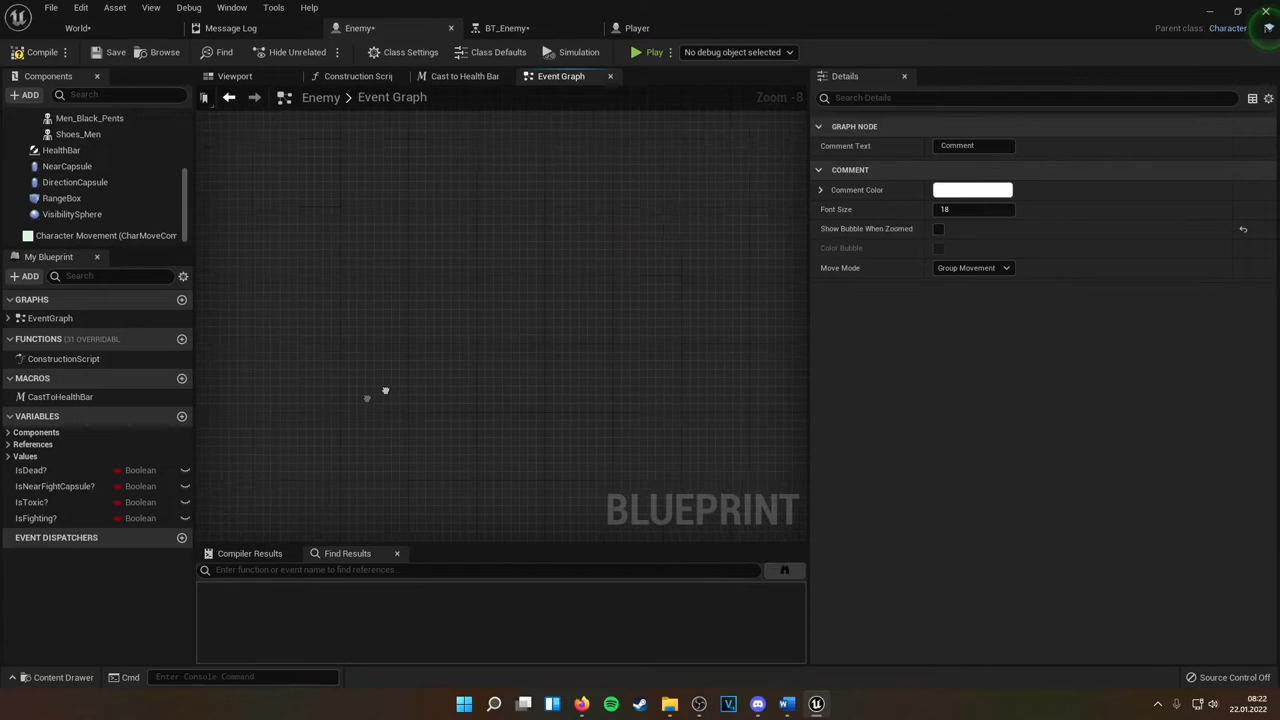 File Edit Asset View Debug Window Tools Help
World* Message Log Enemy* BT_Enemy* Player Parent class: Character
Compile Save Browse Find Hide Unrelated Class Settings Class Defaults Simulation Play No debug object selected
Components Viewport Construction Scrip Cast to Health Bar Event Graph Details
ADD Search Enemy > Event Graph Zoom -8 Search Details
Men_Black_Pents
Shoes_Men
HealthBar
NearCapsule
DirectionCapsule
RangeBox
VisibilitySphere
Character Movement (CharMoveCom
My Blueprint
ADD Search
GRAPHS
EventGraph
FUNCTIONS (31 OVERRIDABL
ConstructionScript
MACROS
CastToHealthBar
VARIABLES
Components
References
Values
IsDead? Boolean
IsNearFightCapsule? Boolean
IsToxic? Boolean
IsFighting? Boolean
EVENT DISPATCHERS
BLUEPRINT
GRAPH NODE
Comment Text Comment
COMMENT
Comment Color
Font Size 18
Show Bubble When Zoomed
Color Bubble
Move Mode Group Movement
Compiler Results Find Results
Enter function or event name to find references...
Content Drawer Cmd Enter Console Command Source Control Off
08:22
22.01.2022